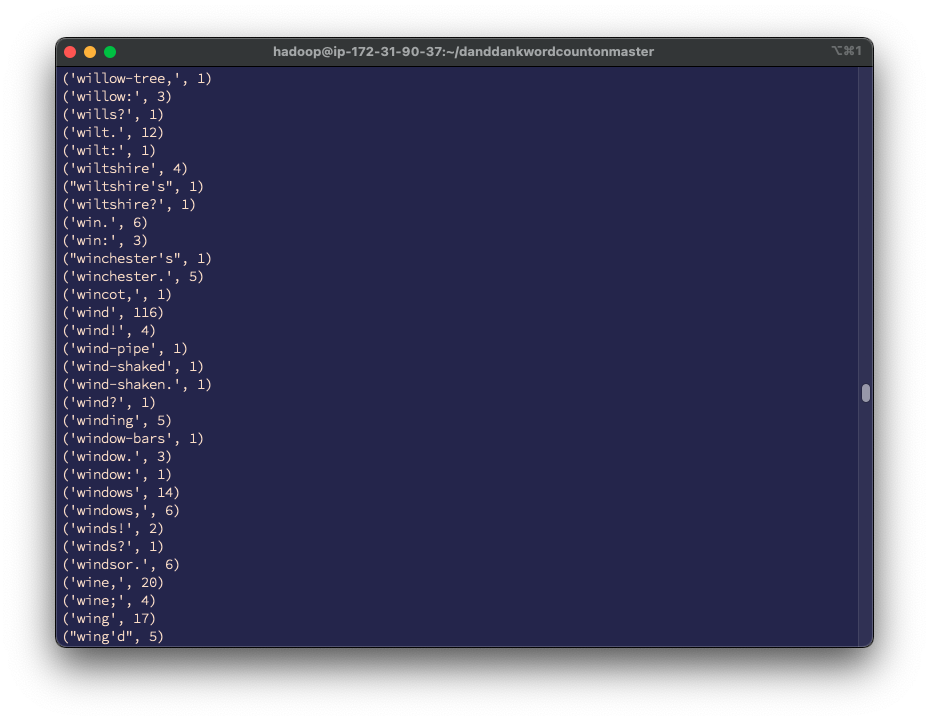 hadoop@ip-172-31-90-37:~/danddankwordcountonmaster ⌥⌘1
('willow-tree,', 1)
('willow:', 3)
('wills?', 1)
('wilt.', 12)
('wilt:', 1)
('wiltshire', 4)
("wiltshire's", 1)
('wiltshire?', 1)
('win.', 6)
('win:', 3)
("winchester's", 1)
('winchester.', 5)
('wincot,', 1)
('wind', 116)
('wind!', 4)
('wind-pipe', 1)
('wind-shaked', 1)
('wind-shaken.', 1)
('wind?', 1)
('winding', 5)
('window-bars', 1)
('window.', 3)
('window:', 1)
('windows', 14)
('windows,', 6)
('winds!', 2)
('winds?', 1)
('windsor.', 6)
('wine,', 20)
('wine;', 4)
('wing', 17)
("wing'd", 5)